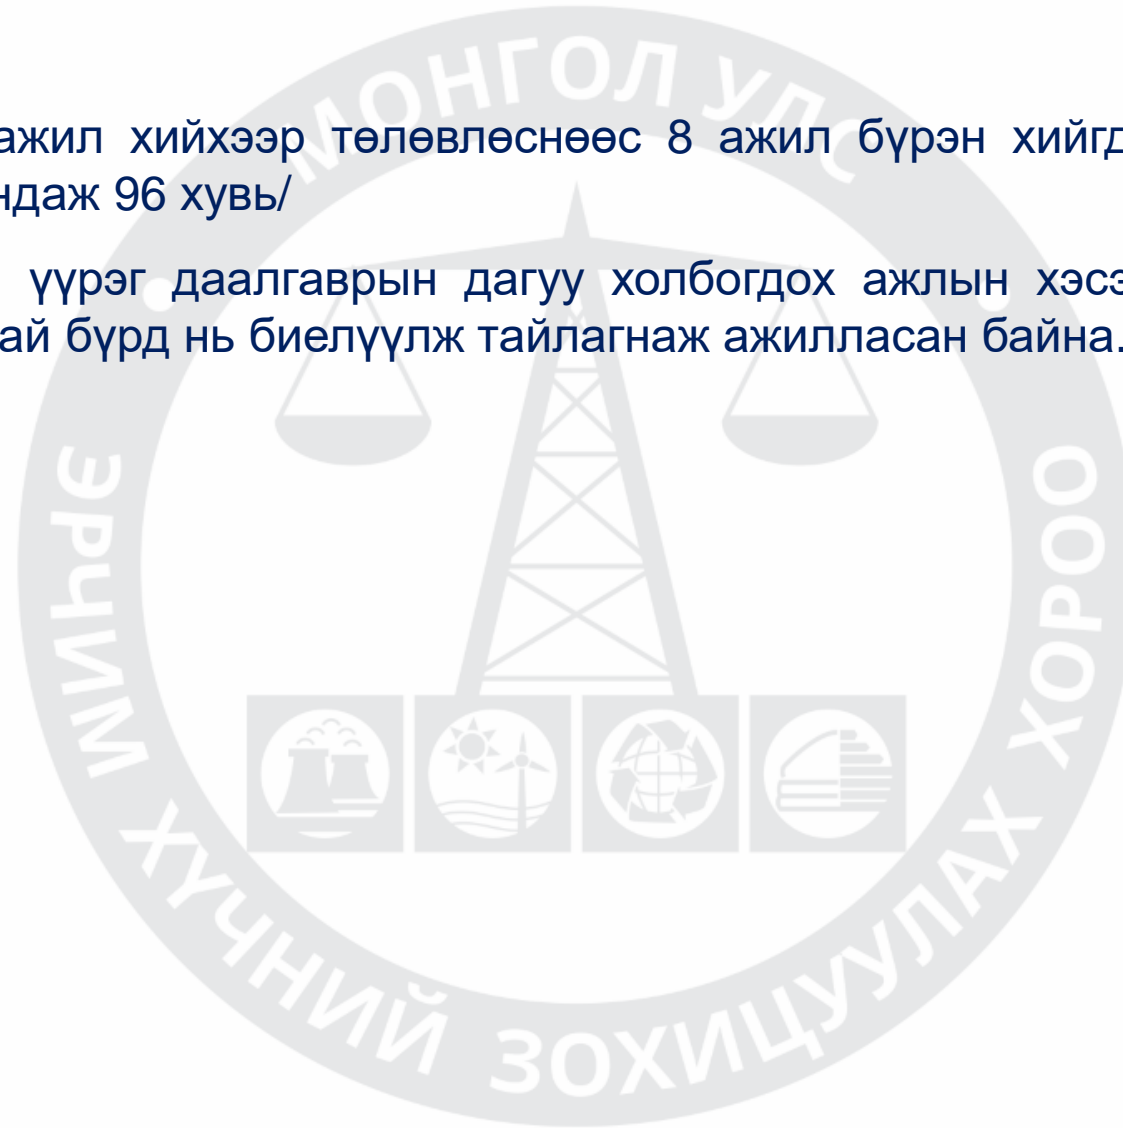 МОНГОЛ УЛС
ажил хийхээр төлөвлөснөөс 8 ажил бүрэн хийгд
ндаж 96 хувь/
үүрэг даалгаврын дагуу холбогдох ажлын хэсэ
ай бүрд нь биелүүлж тайлагнаж ажилласан байна.
ЭРЧИМ ХҮЧНИЙ ЗОХИЦУУЛАХ ХОРОО